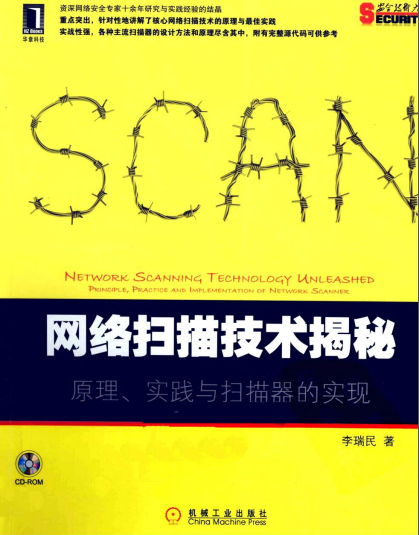 资深网络安全专家十余年研究与实践经验的结晶
重点突出，针对性地讲解了核心网络扫描技术的原理与最佳实践
实战性强，各种主流扫描器的设计方法和原理尽含其中，附有完整源代码可供参考
HZ Books
华章科技
SECURIT
SCAN
NETWORK SCANNING TECHNOLOGY UNLEASHED
PRINCIPLE, PRACTICE AND IMPLEMENTATION OF NETWORK SCANNER
网络扫描技术揭秘
原理、实践与扫描器的实现
李瑞民 著
CD-ROM
机械工业出版社
China Machine Press